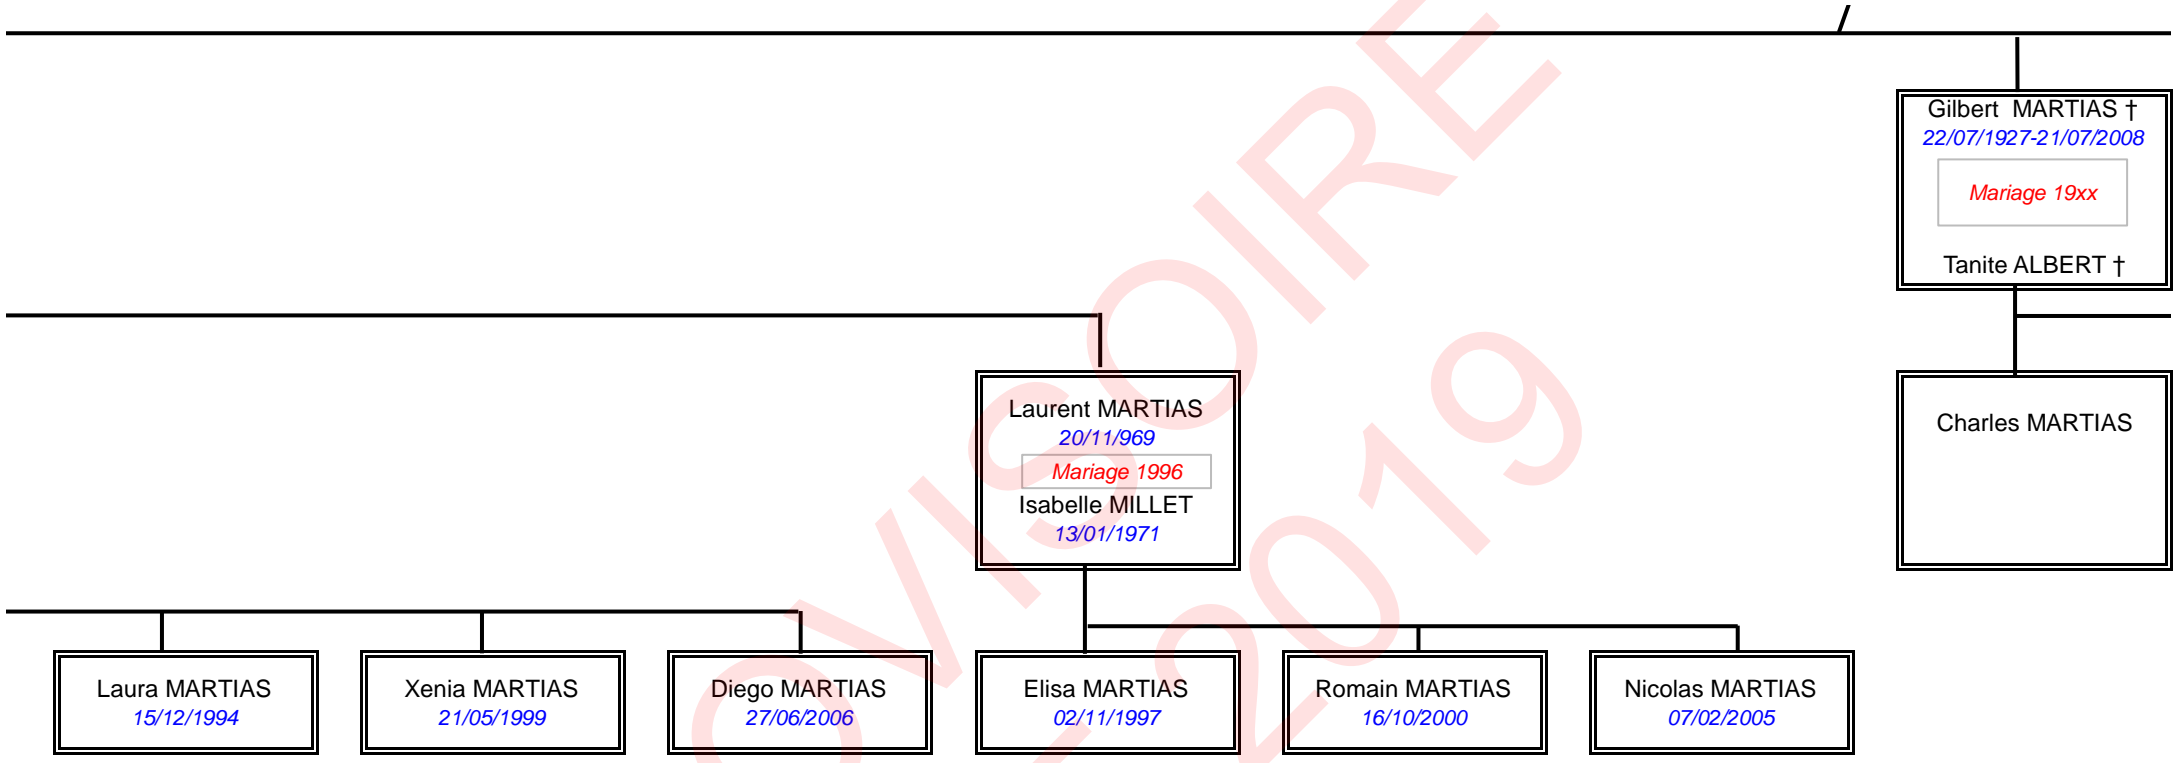 Gilbert MARTIAS †
22/07/1927-21/07/2008
Mariage 19xx
Tanite ALBERT †
Laurent MARTIAS
20/11/969
Mariage 1996
Isabelle MILLET
13/01/1971
Charles MARTIAS
Laura MARTIAS
15/12/1994
Xenia MARTIAS
21/05/1999
Diego MARTIAS
27/06/2006
Elisa MARTIAS
02/11/1997
Romain MARTIAS
16/10/2000
Nicolas MARTIAS
07/02/2005
OVISOIRE
2019